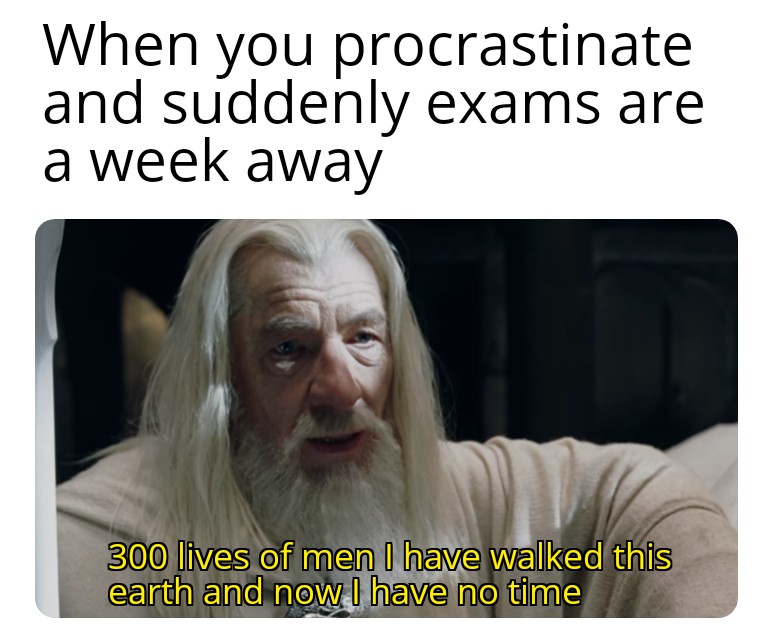 When you procrastinate
and suddenly exams are
a week away
300 lives of men I have walked this
earth and now I have no time